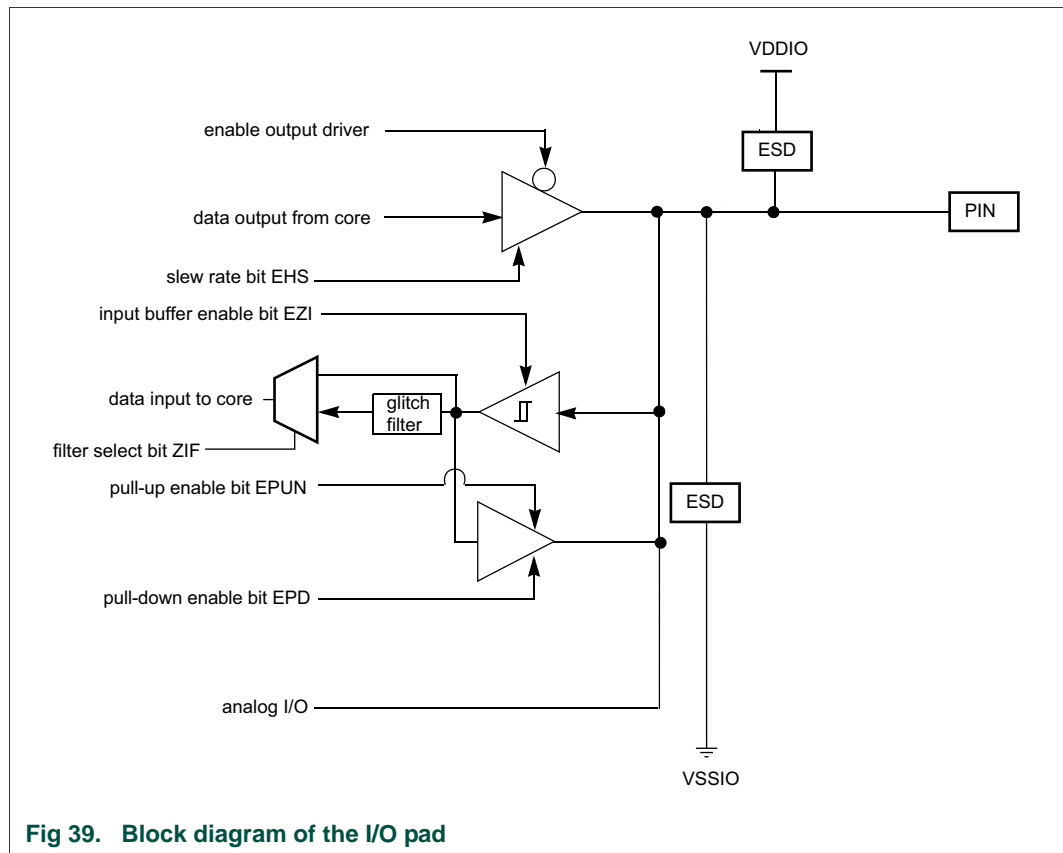 VDDIO
enable output driver
ESD
data output from core
PIN
slew rate bit EHS
input buffer enable bit EZI
data input to core
glitch
filter
filter select bit ZIF
pull-up enable bit EPUN
ESD
pull-down enable bit EPD
analog I/O
VSSIO
Fig 39. Block diagram of the I/O pad